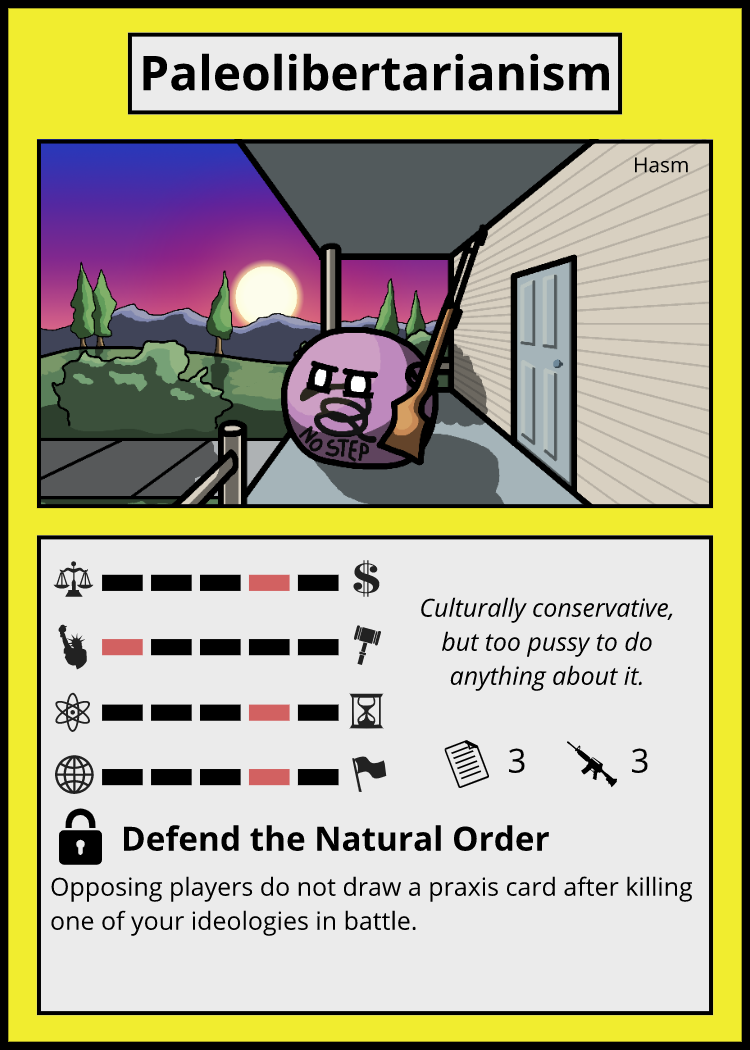 Paleolibertarianism
Hasm
NO STEP
$
Culturally conservative,
but too pussy to do
anything about it.
3 3
Defend the Natural Order
Opposing players do not draw a praxis card after killing
one of your ideologies in battle.